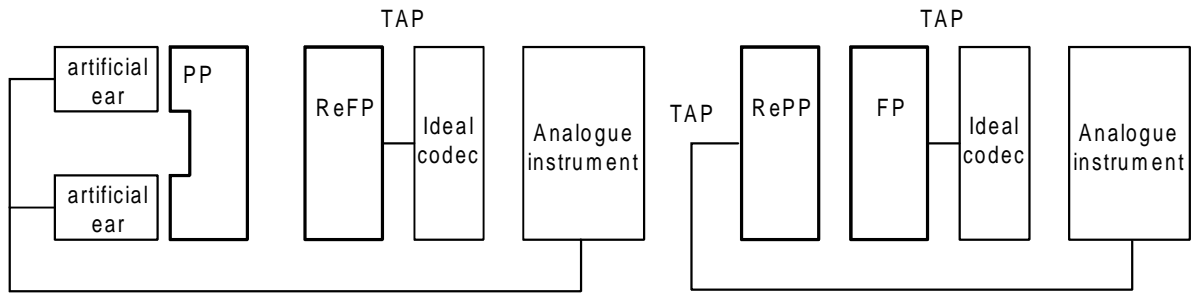 TAP
artificial
ear
PP
ReFP
Ideal
codec
Analogue
instrument
artificial
ear
TAP
TAP
RePP
FP
Ideal
codec
Analogue
instrument